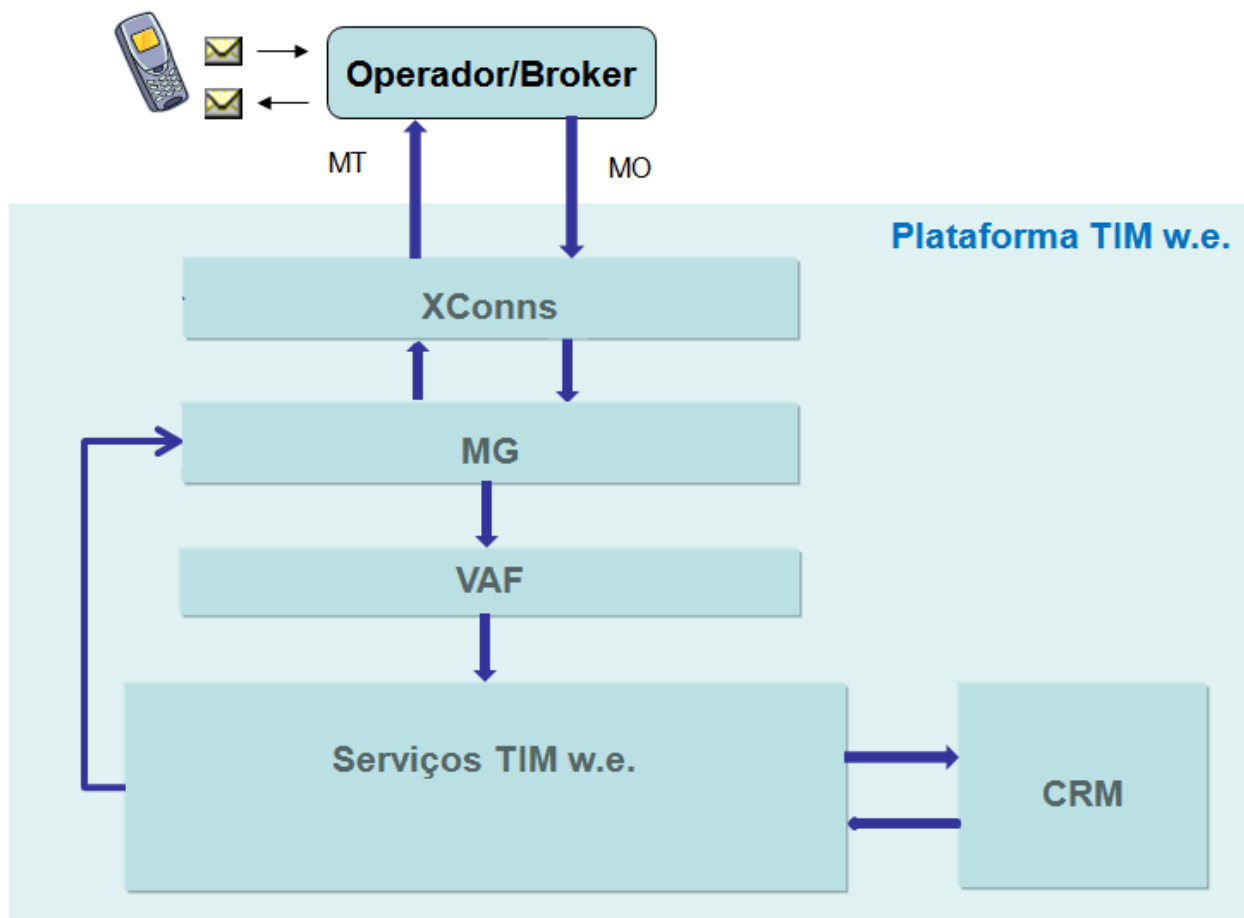 Operador/Broker
MT
MO
Plataforma TIM w.e.
XConns
MG
VAF
Serviços TIM w.e.
CRM